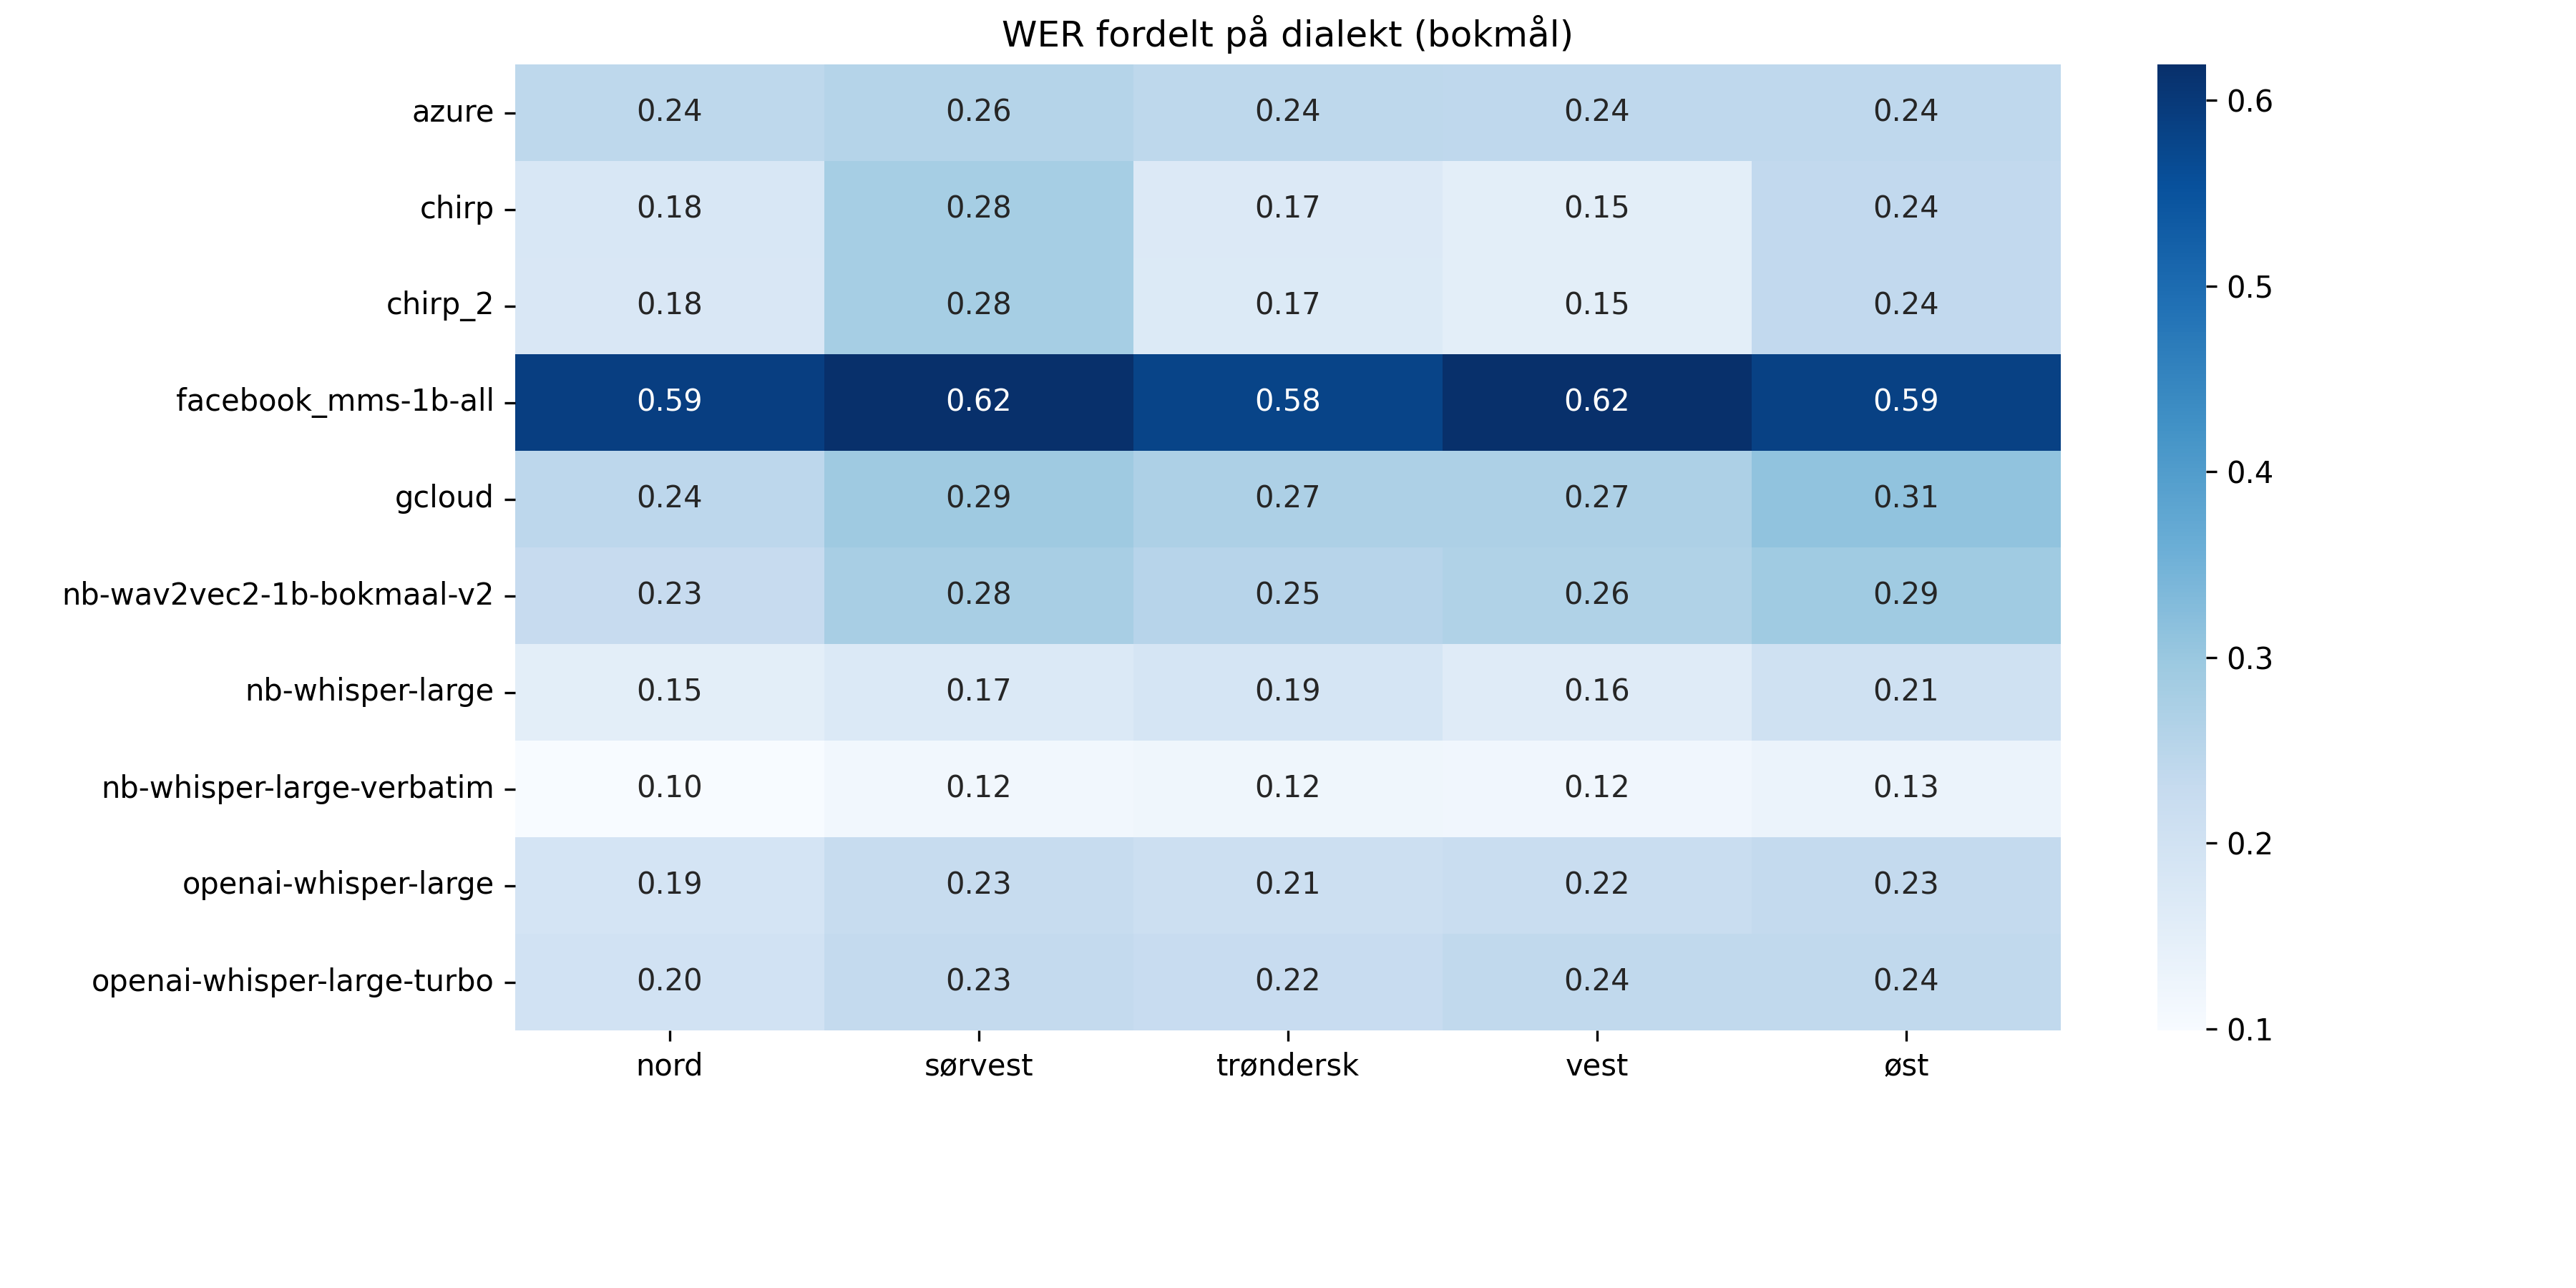 WER fordelt på dialekt (bokmål)
azure 0.24 0.26 0.24 0.24 0.24
chirp 0.18 0.28 0.17 0.15 0.24
chirp_2 0.18 0.28 0.17 0.15 0.24
facebook_mms-1b-all 0.59 0.62 0.58 0.62 0.59
gcloud 0.24 0.29 0.27 0.27 0.31
nb-wav2vec2-1b-bokmaal-v2 0.23 0.28 0.25 0.26 0.29
nb-whisper-large 0.15 0.17 0.19 0.16 0.21
nb-whisper-large-verbatim 0.10 0.12 0.12 0.12 0.13
openai-whisper-large 0.19 0.23 0.21 0.22 0.23
openai-whisper-large-turbo 0.20 0.23 0.22 0.24 0.24
nord sørvest trøndersk vest øst
0.6
0.5
0.4
0.3
0.2
0.1